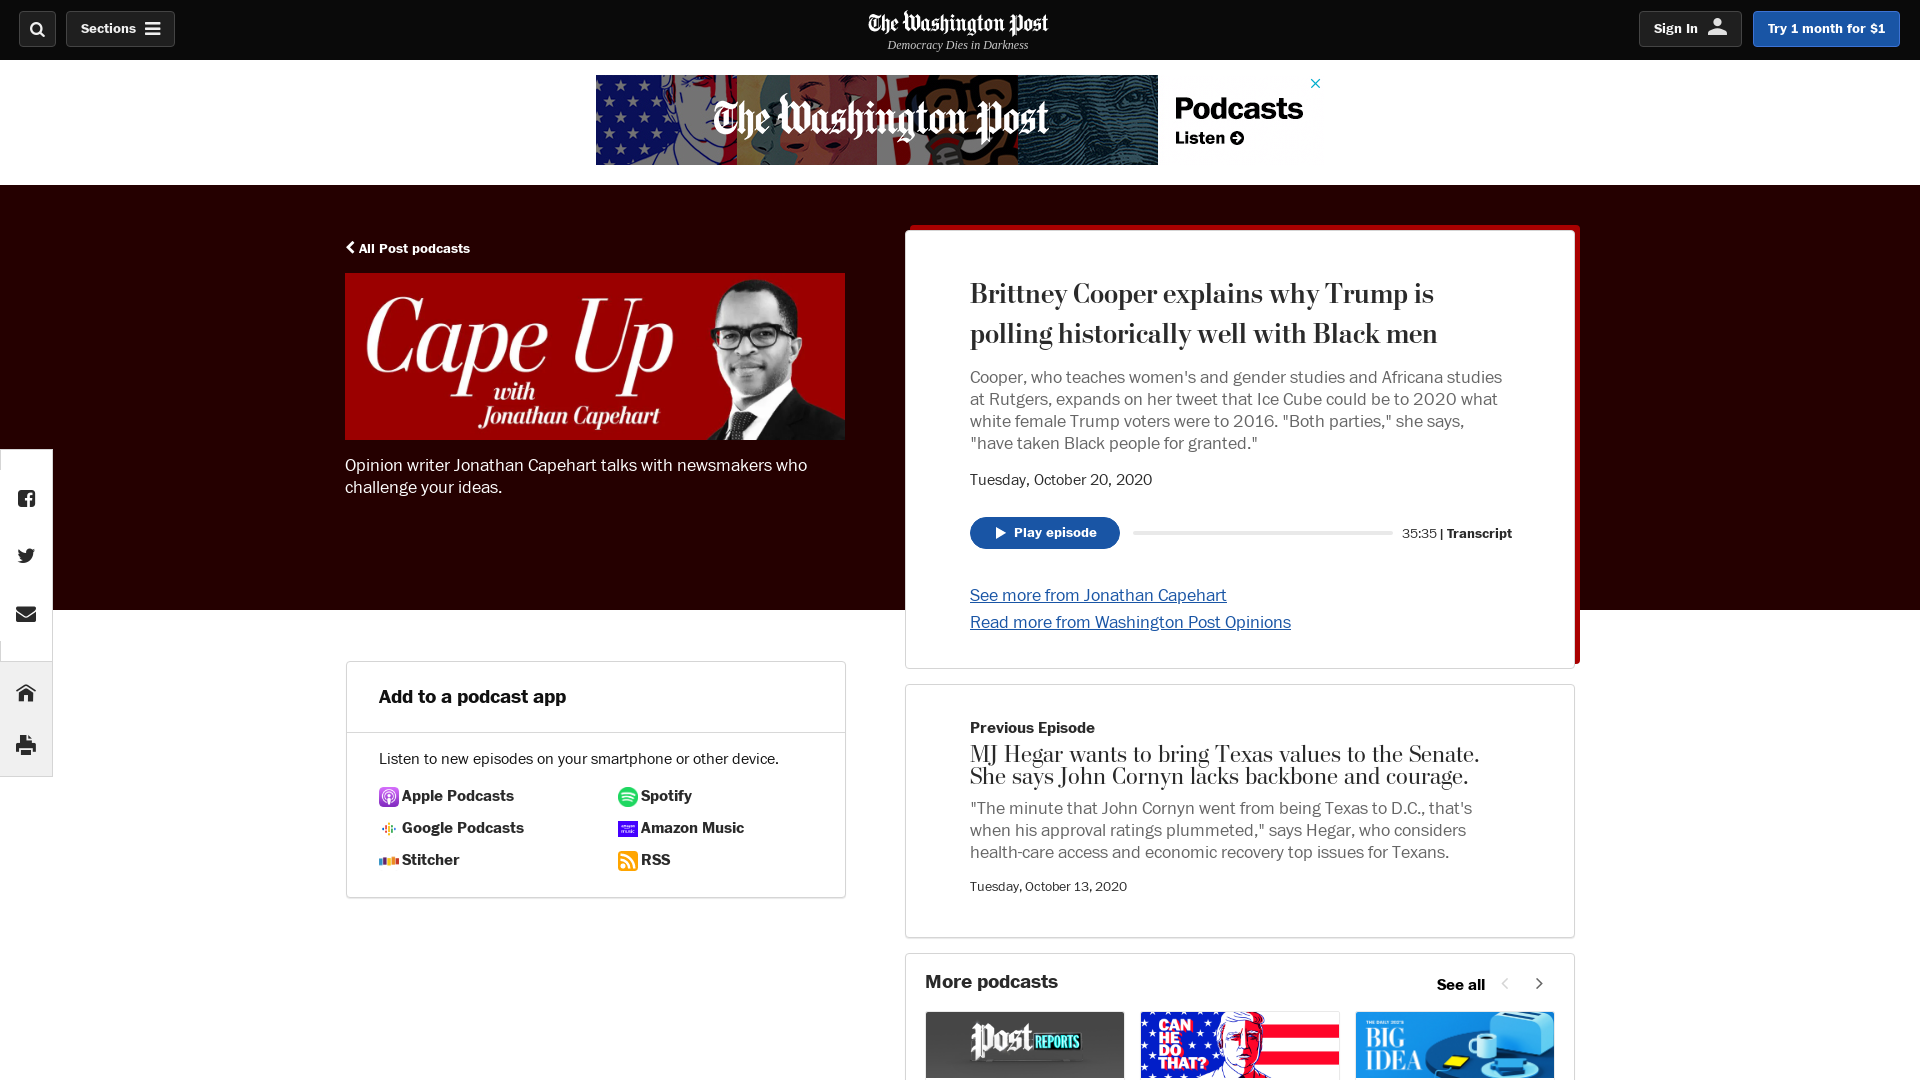 Sections
The Washington Post
Democracy Dies in Darkness
Sign In
Try 1 month for $1
The Washington Post
Podcasts
Listen
All Post podcasts
Cape Up
with
Jonathan Capehart
Opinion writer Jonathan Capehart talks with newsmakers who
challenge your ideas.
Brittney Cooper explains why Trump is
polling historically well with Black men
Cooper, who teaches women's and gender studies and Africana studies
at Rutgers, expands on her tweet that Ice Cube could be to 2020 what
white female Trump voters were to 2016. "Both parties," she says,
"have taken Black people for granted."
Tuesday, October 20, 2020
Play episode
35:35 | Transcript
See more from Jonathan Capehart
Read more from Washington Post Opinions
Add to a podcast app
Listen to new episodes on your smartphone or other device.
Apple Podcasts
Spotify
Google Podcasts
Amazon Music
Stitcher
RSS
Previous Episode
MJ Hegar wants to bring Texas values to the Senate.
She says John Cornyn lacks backbone and courage.
"The minute that John Cornyn went from being Texas to D.C., that's
when his approval ratings plummeted," says Hegar, who considers
health-care access and economic recovery top issues for Texans.
Tuesday, October 13, 2020
More podcasts
See all
Post REPORTS
CAN
HE
DO
THAT?
THE DAILY 202'S
BIG
IDEA